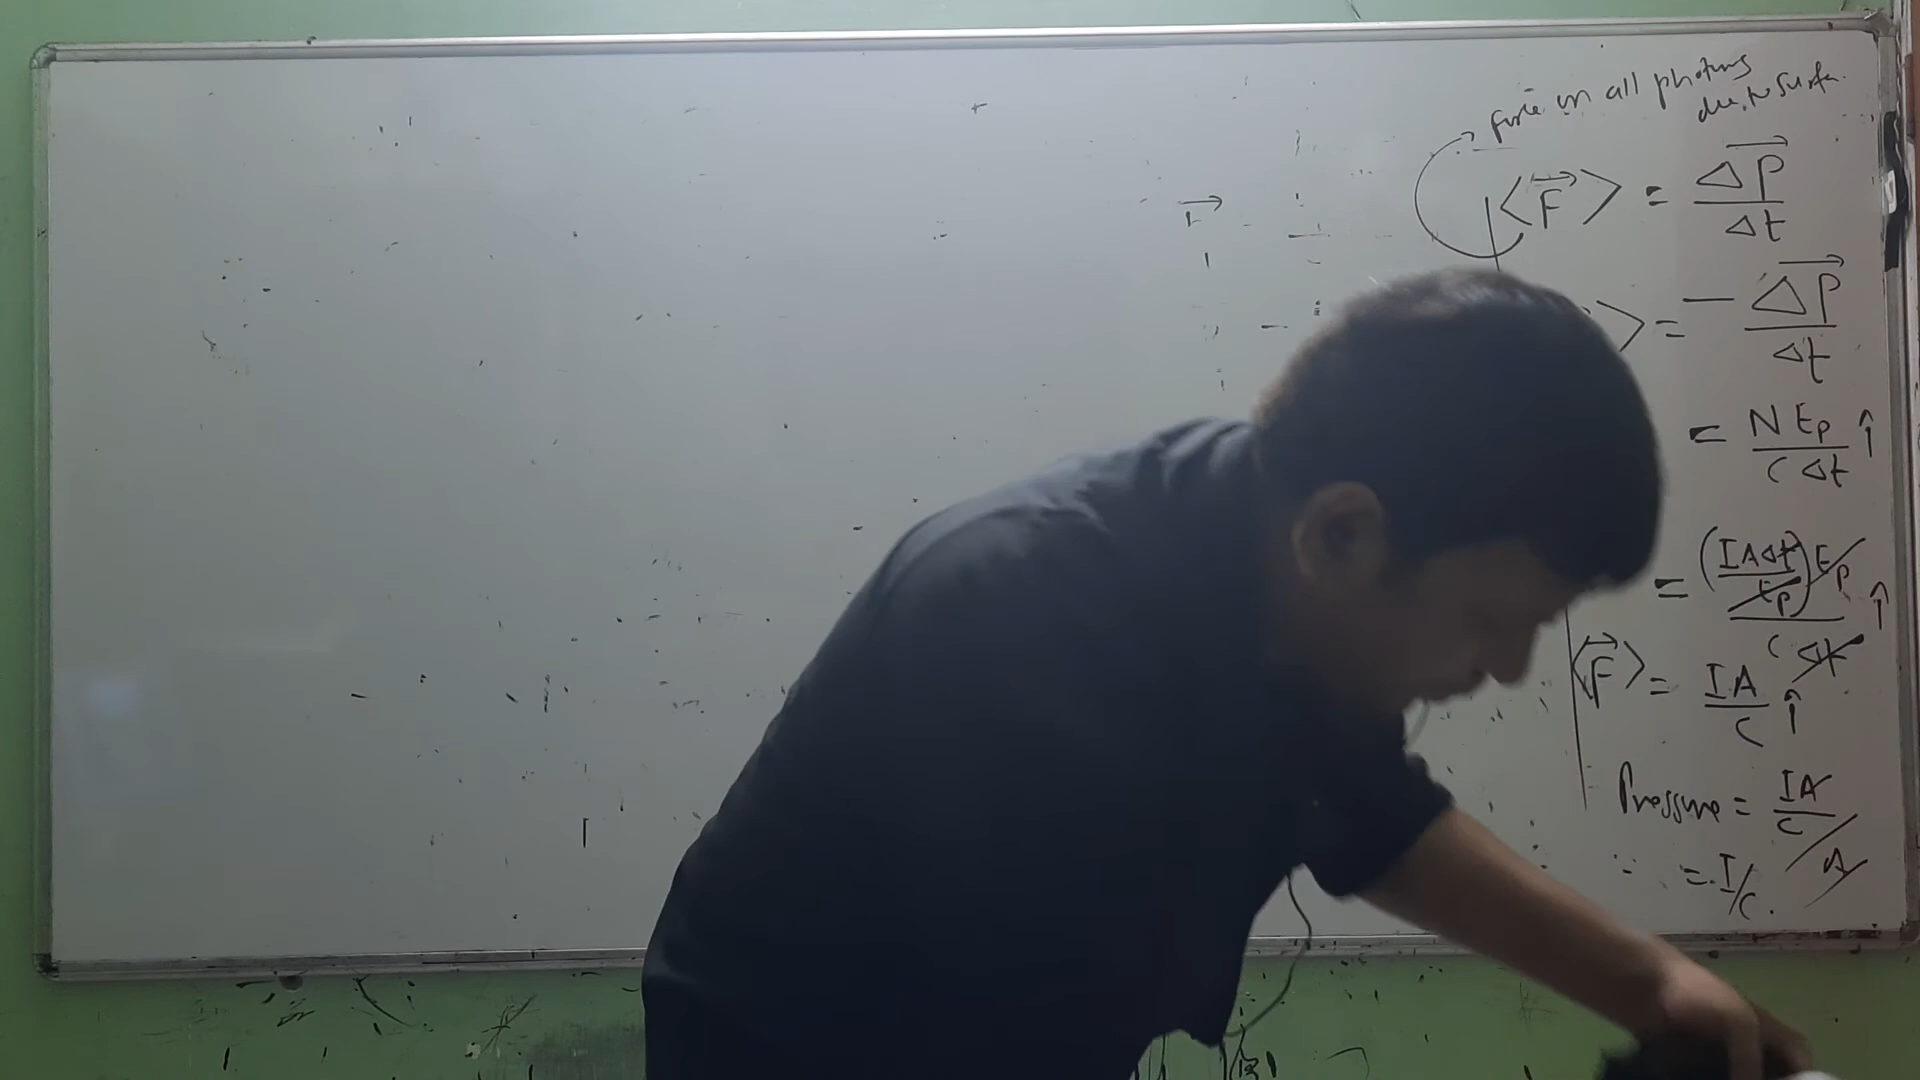 force on all photons
due to surfa.
⟨F⃗⟩ = ΔP⃗/Δt
⟩ = − ΔP⃗/Δt
= N Ep/(C Δt) î
= (IAΔt/Ep) Ep/(C Δt) î
⟨F⃗⟩ = IA/C î
Pressure = IA/C / A
= I/C.